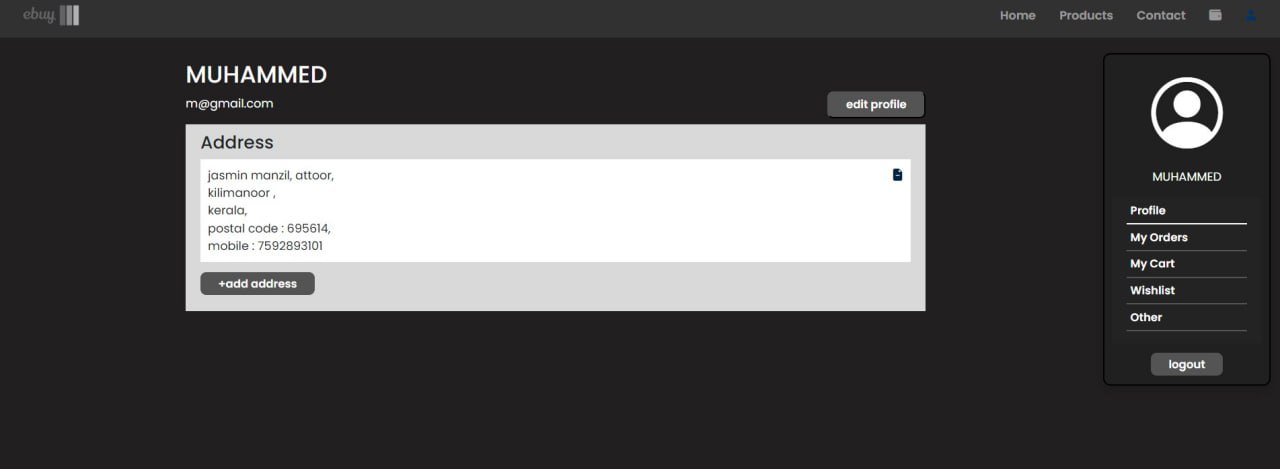 ebuy
Home Products Contact
MUHAMMED
m@gmail.com
edit profile
Address
jasmin manzil, attoor,
kilimanoor ,
kerala,
postal code : 695614,
mobile : 7592893101
+add address
MUHAMMED
Profile
My Orders
My Cart
Wishlist
Other
logout